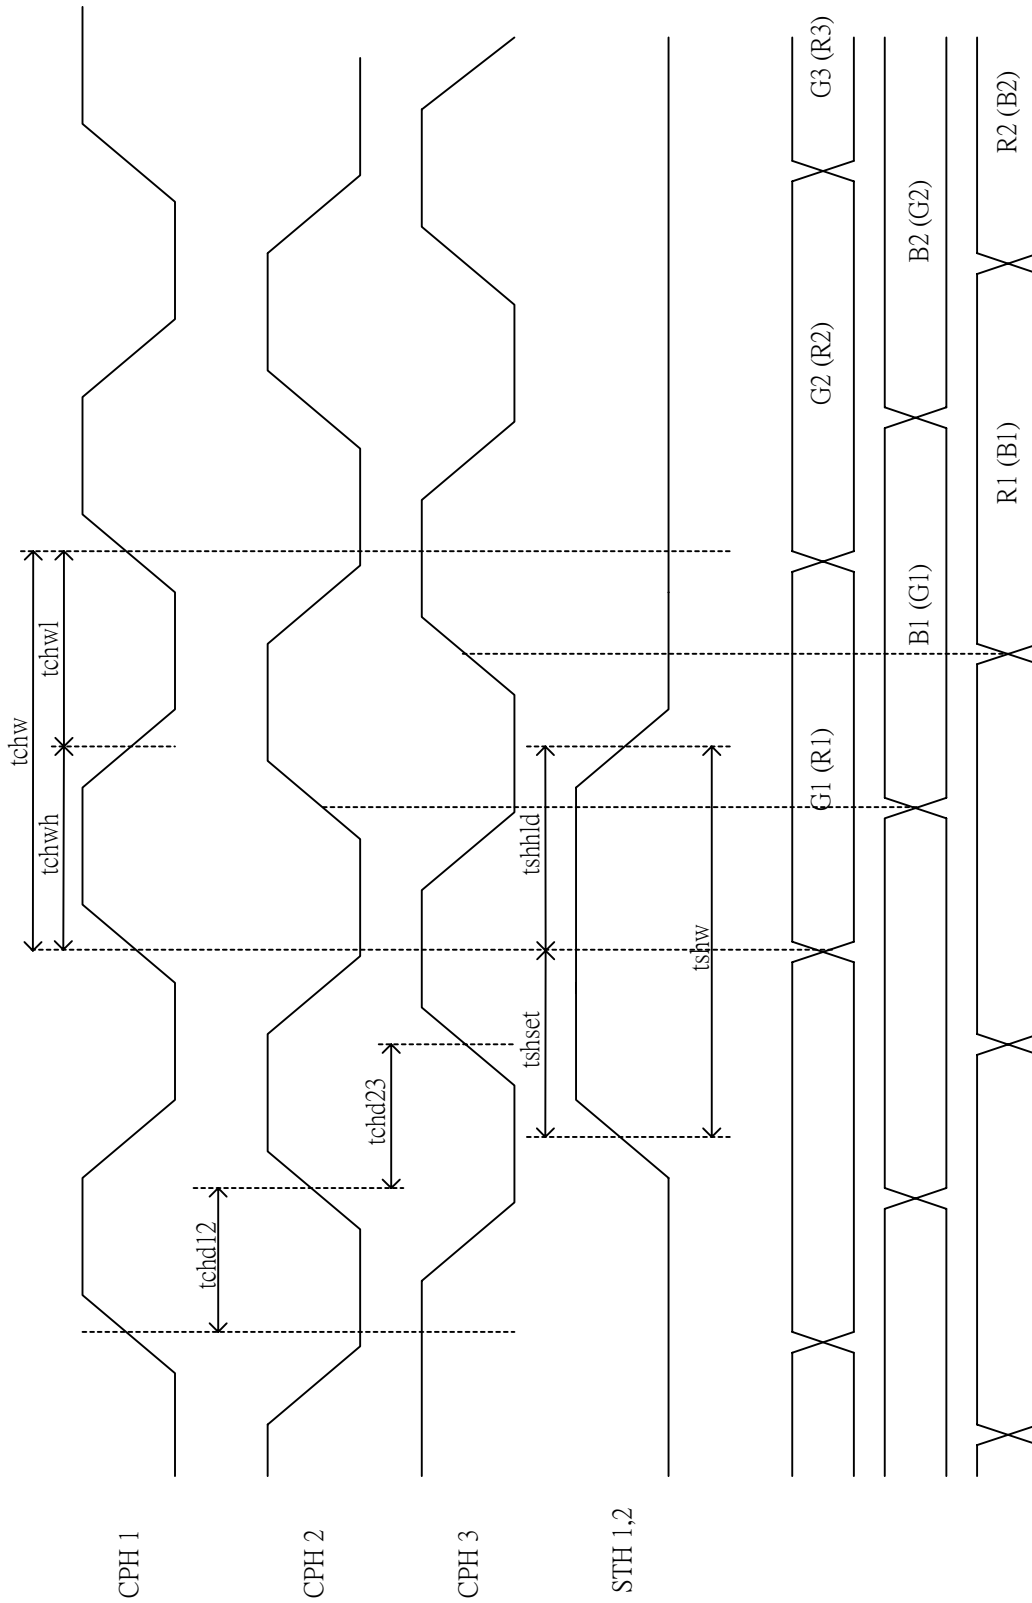 CPH 1
CPH 2
CPH 3
STH 1,2
tchw
tchwh
tchwl
tchd12
tchd23
tshset
tshhld
tshw
G1 (R1)
G2 (R2)
G3 (R3)
B1 (G1)
B2 (G2)
R1 (B1)
R2 (B2)